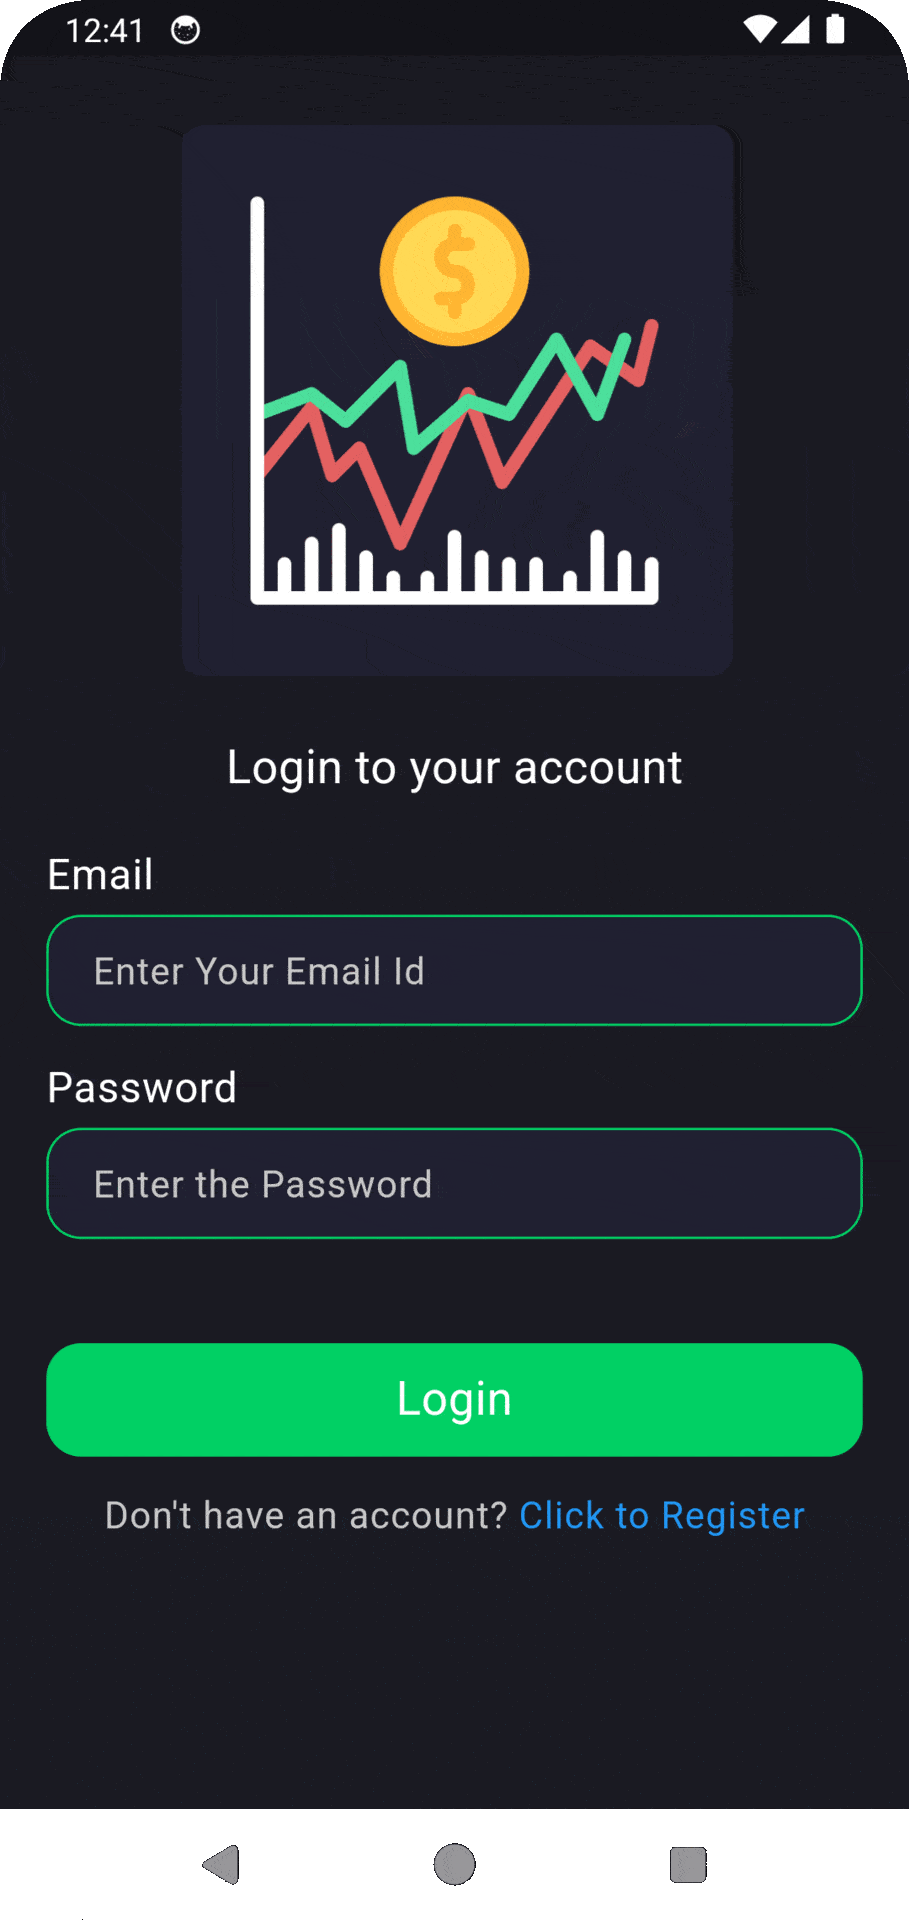 12:41
$
Login to your account
Email
Enter Your Email Id
Password
Enter the Password
Login
Don't have an account? Click to Register